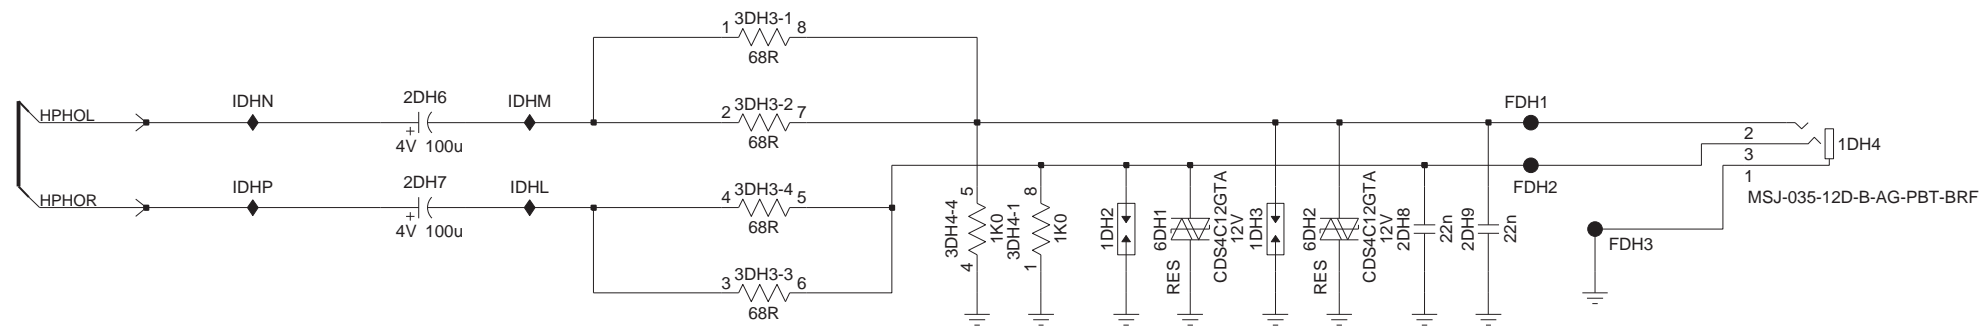 3DH3-1
1 8
68R
HPHOL
IDHN
2DH6
+
4V 100u
IDHM
3DH3-2
2 7
68R
FDH1
2
3
1
1DH4
MSJ-035-12D-B-AG-PBT-BRF
FDH2
HPHOR
IDHP
2DH7
+
4V 100u
IDHL
3DH3-4
4 5
68R
3DH3-3
3 6
68R
3DH4-4
5
4
1K0
3DH4-1
8
1
1K0
1DH2
6DH1
RES
CDS4C12GTA
12V
1DH3
6DH2
RES
CDS4C12GTA
12V
2DH8
22n
2DH9
22n
FDH3